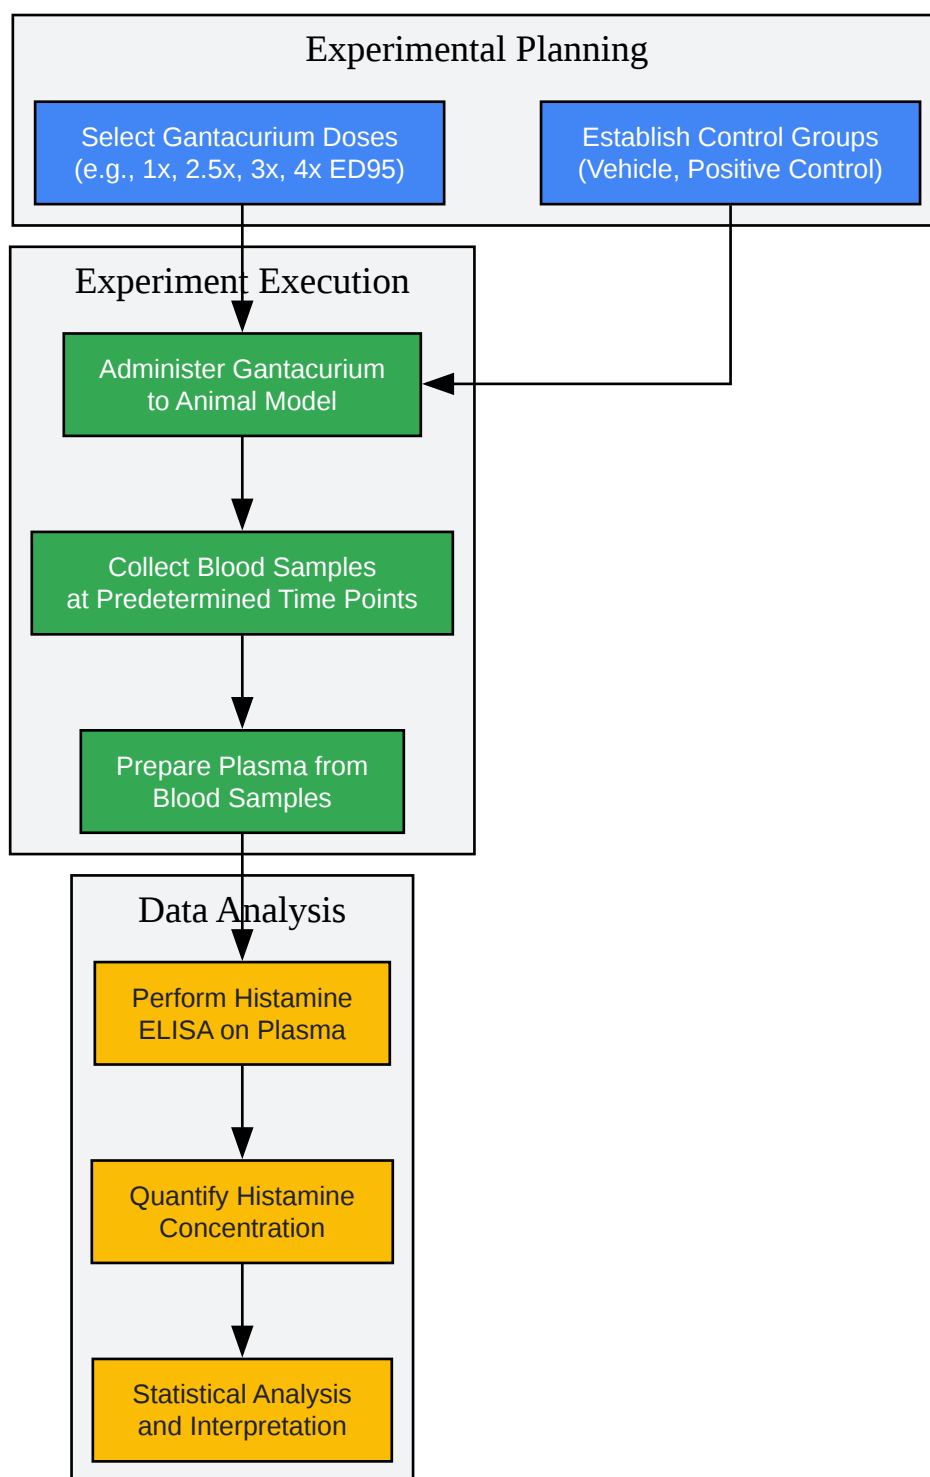 Experimental Planning
Select Gantacurium Doses
(e.g., 1x, 2.5x, 3x, 4x ED95)
Establish Control Groups
(Vehicle, Positive Control)
Experiment Execution
Administer Gantacurium
to Animal Model
Collect Blood Samples
at Predetermined Time Points
Prepare Plasma from
Blood Samples
Data Analysis
Perform Histamine
ELISA on Plasma
Quantify Histamine
Concentration
Statistical Analysis
and Interpretation